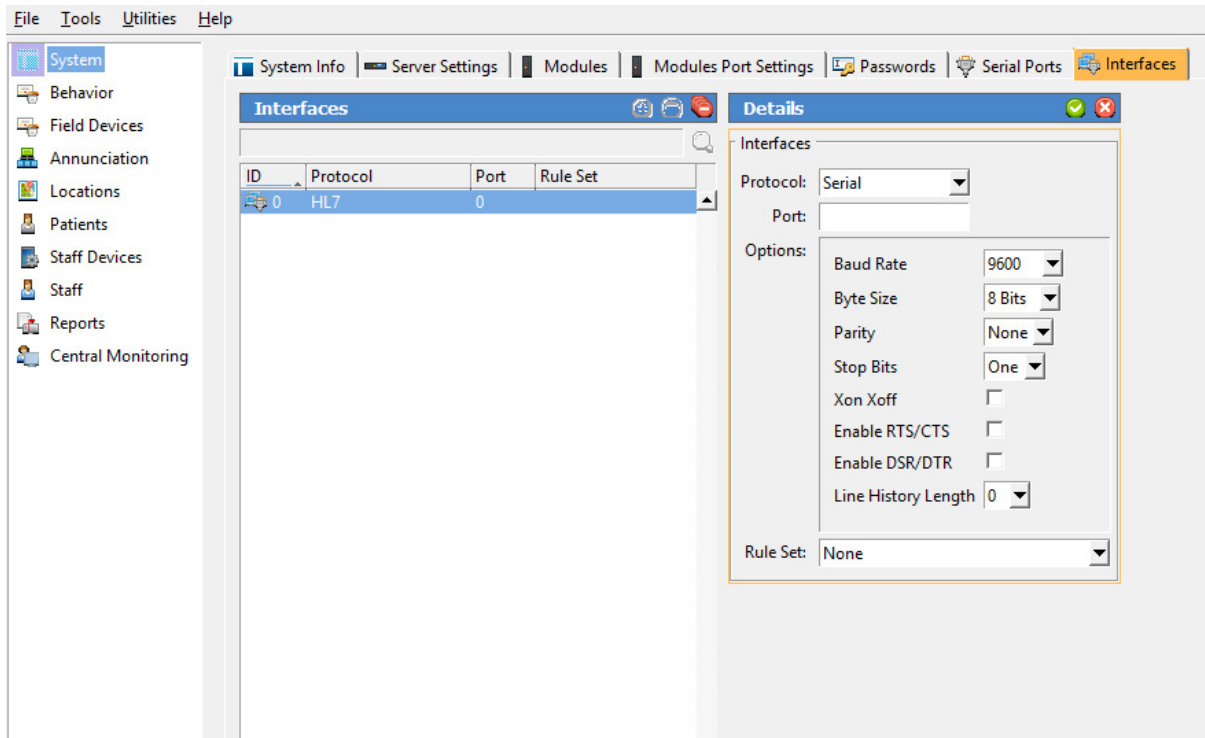 File Tools Utilities Help
System
Behavior
Field Devices
Annunciation
Locations
Patients
Staff Devices
Staff
Reports
Central Monitoring
System Info Server Settings Modules Modules Port Settings Passwords Serial Ports Interfaces
Interfaces
ID Protocol Port Rule Set
0 HL7 0
Details
Interfaces
Protocol: Serial
Port:
Options:
Baud Rate 9600
Byte Size 8 Bits
Parity None
Stop Bits One
Xon Xoff
Enable RTS/CTS
Enable DSR/DTR
Line History Length 0
Rule Set: None